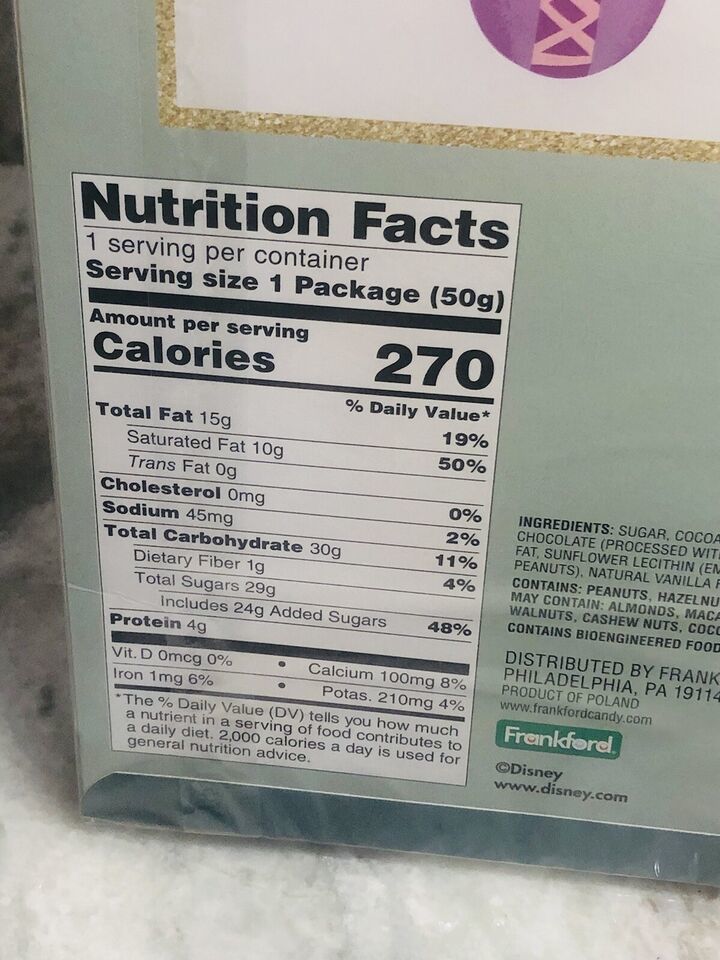 Nutrition Facts
1 serving per container
Serving size 1 Package (50g)
Amount per serving
Calories 270
% Daily Value*
Total Fat 15g 19%
Saturated Fat 10g 50%
Trans Fat 0g
Cholesterol 0mg 0%
Sodium 45mg 2%
Total Carbohydrate 30g 11%
Dietary Fiber 1g 4%
Total Sugars 29g
Includes 24g Added Sugars 48%
Protein 4g
Vit. D 0mcg 0% • Calcium 100mg 8%
Iron 1mg 6% • Potas. 210mg 4%
*The % Daily Value (DV) tells you how much
a nutrient in a serving of food contributes to
a daily diet. 2,000 calories a day is used for
general nutrition advice.
INGREDIENTS: SUGAR, COCOA
CHOCOLATE (PROCESSED
FAT, SUNFLOWER LECITHIN
PEANUTS), NATURAL VANILLA
CONTAINS: PEANUTS,
MAY CONTAIN: ALMONDS,
WALNUTS, CASHEW NUTS,
CONTAINS BIOENGINEERED FOOD
DISTRIBUTED BY
PHILADELPHIA, PA 19114
PRODUCT OF POLAND
www.frankfordcandy.com
Frankford
©Disney
www.disney.com